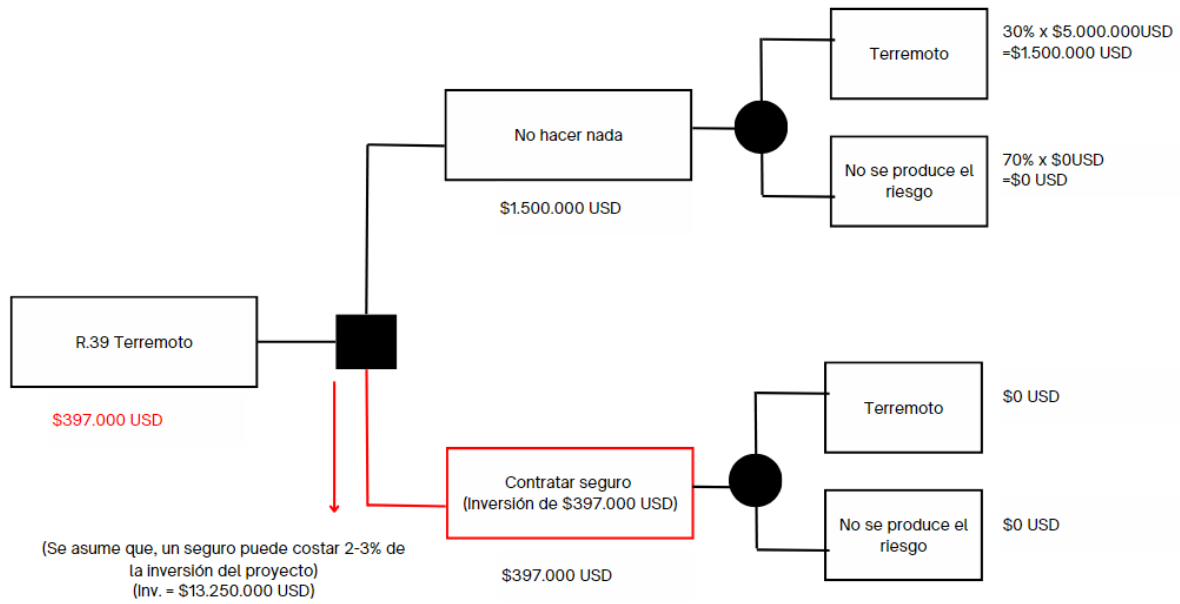 30% x $5.000.000USD
=$1.500.000 USD
Terremoto
No hacer nada
70% x $0USD
=$0 USD
No se produce el
riesgo
$1.500.000 USD
R.39 Terremoto
$397.000 USD
Terremoto
$0 USD
Contratar seguro
(Inversión de $397.000 USD)
No se produce el
riesgo
$0 USD
$397.000 USD
(Se asume que, un seguro puede costar 2-3% de
la inversión del proyecto)
(Inv. = $13.250.000 USD)